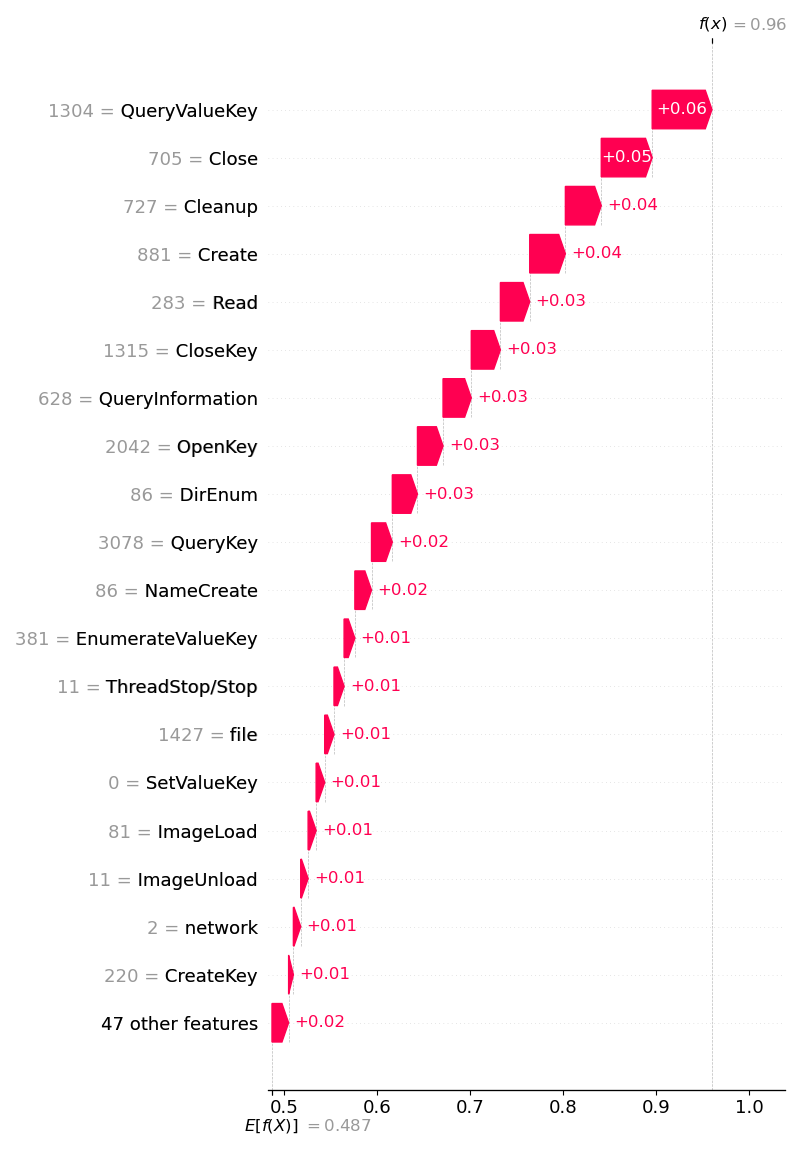 f(x) = 0.96
1304 = QueryValueKey +0.06
705 = Close +0.05
727 = Cleanup +0.04
881 = Create +0.04
283 = Read +0.03
1315 = CloseKey +0.03
628 = QueryInformation +0.03
2042 = OpenKey +0.03
86 = DirEnum +0.03
3078 = QueryKey +0.02
86 = NameCreate +0.02
381 = EnumerateValueKey +0.01
11 = ThreadStop/Stop +0.01
1427 = file +0.01
0 = SetValueKey +0.01
81 = ImageLoad +0.01
11 = ImageUnload +0.01
2 = network +0.01
220 = CreateKey +0.01
47 other features +0.02
0.5 0.6 0.7 0.8 0.9 1.0
E[f(X)] = 0.487